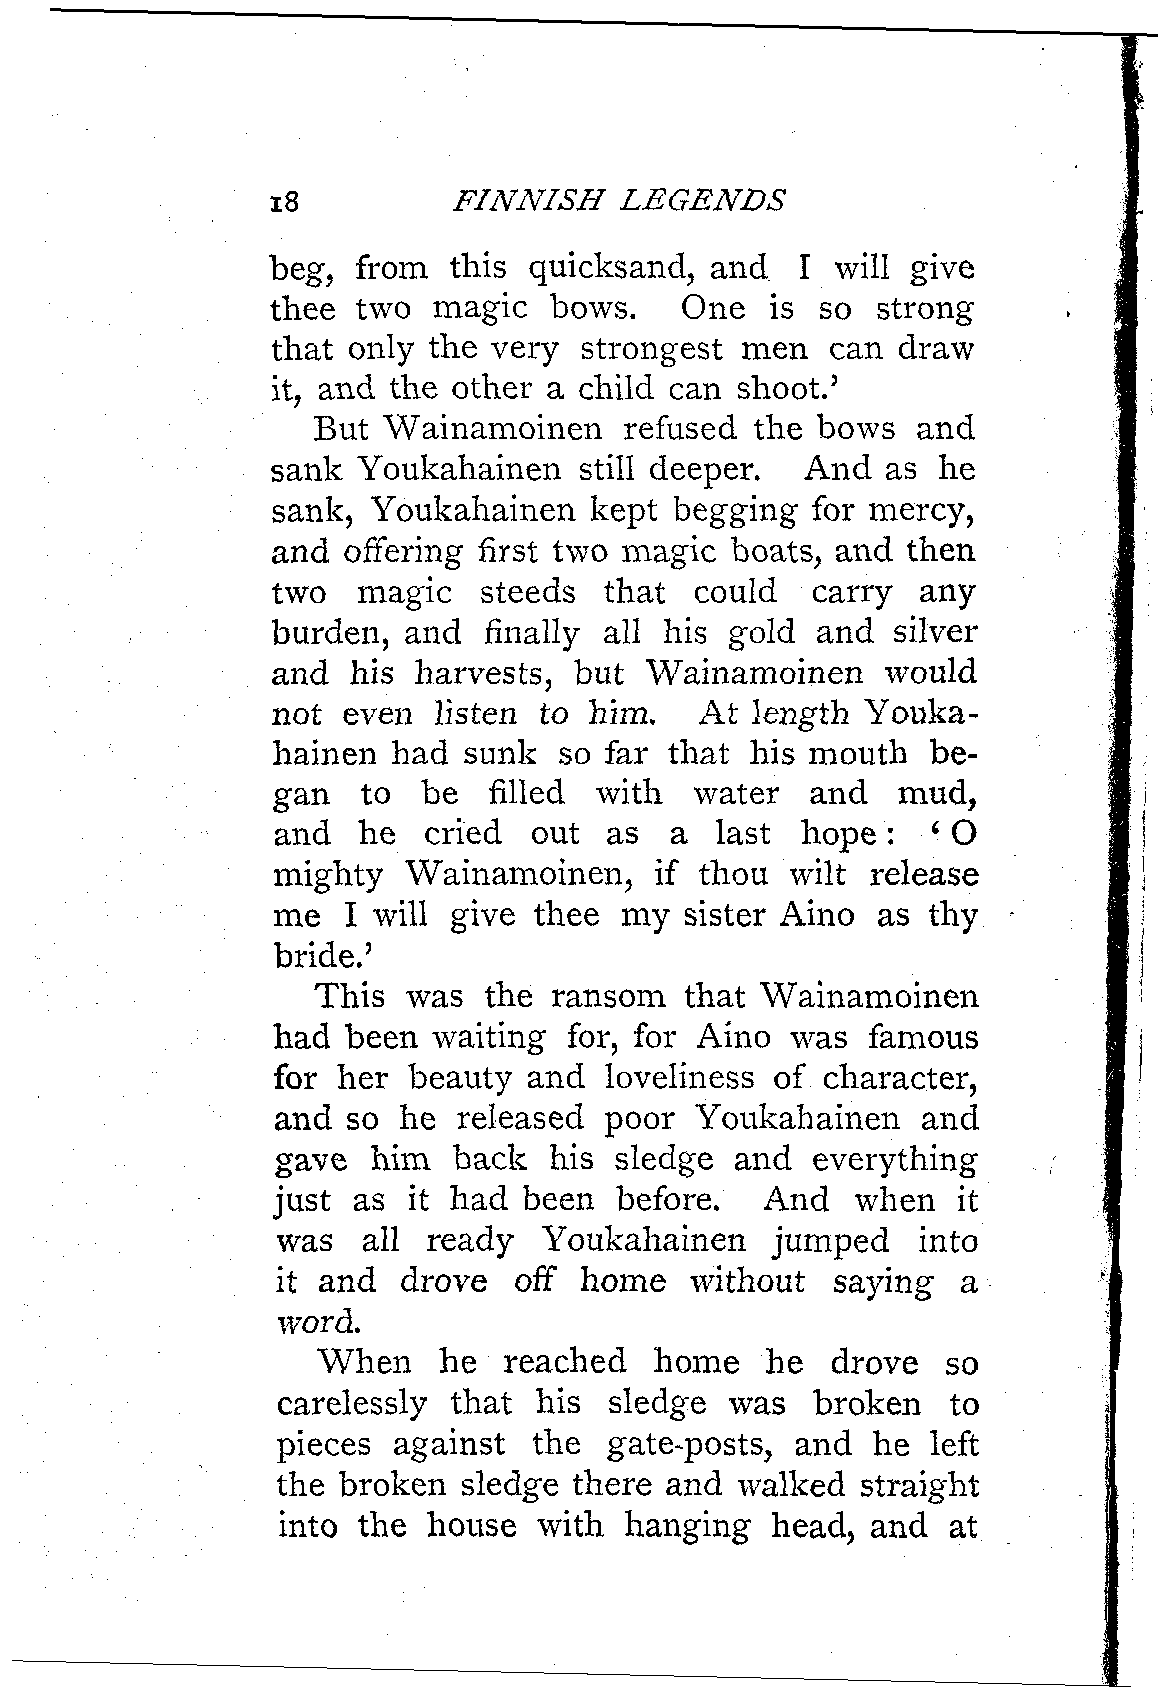 18 FINNISH LEGENDS
beg, from this quicksand, and I will give
thee two magic bows. One is so strong
that only the very strongest men can draw
it, and the other a child can shoot.’
But Wainamoinen refused the bows and
sank Youkahainen still deeper. And as he
sank, Youkahainen kept begging for mercy,
and offering first two magic boats, and then
two magic steeds that could carry any
burden, and finally all his gold and silver
and his harvests, but Wainamoinen would
not even listen to him. At length Youka-
hainen had sunk so far that his mouth be-
gan to be filled with water and mud,
and he cried out as a last hope: ‘O
mighty Wainamoinen, if thou wilt release
me I will give thee my sister Aino as thy
bride.’
This was the ransom that Wainamoinen
had been waiting for, for Aino was famous
for her beauty and loveliness of character,
and so he released poor Youkahainen and
gave him back his sledge and everything
just as it had been before. And when it
was all ready Youkahainen jumped into
it and drove off home without saying a
word.
When he reached home he drove so
carelessly that his sledge was broken to
pieces against the gate-posts, and he left
the broken sledge there and walked straight
into the house with hanging head, and at